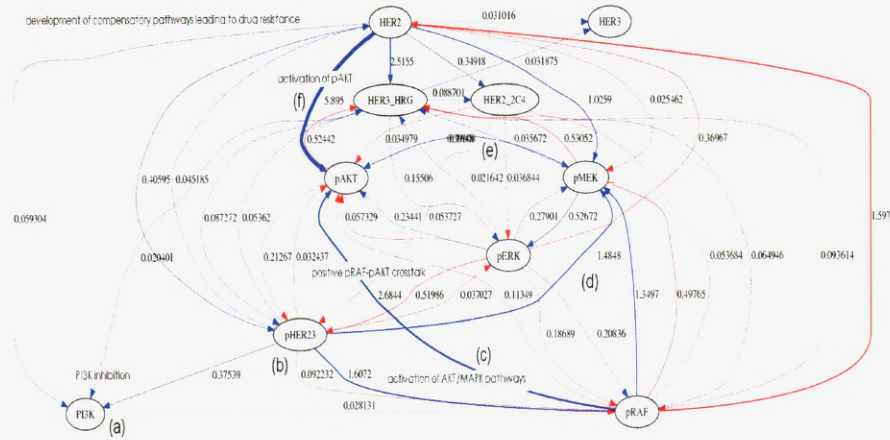 development of compensatory pathways leading to drug resistance
HER2
0.031016
HER3
2.5155
0.34918
0.031875
activation of pAKT
(f)
5.895
HER3_HRG
0.088701
HER2_2C4
1.0259
0.025462
0.52442
0.034979
(e)
0.035672
0.53052
0.36967
pAKT
pMEK
0.40595
0.045185
0.15506
0.021642
0.036844
0.059304
0.087272
0.05362
0.057329
0.23441
0.053727
0.27901
0.52672
1.597
0.020401
0.21267
0.032437
pERK
1.4848
0.053684
0.064946
0.093614
positive pRAF-pAKT crosstalk
(d)
2.6844
0.51986
0.037027
0.11349
1.3497
0.49765
pHER23
0.18689
0.20836
(b)
(c)
PI3K inhibition
0.37539
0.092232
1.6072
activation of AKT/MAPK pathways
0.028131
PI3K
(a)
pRAF